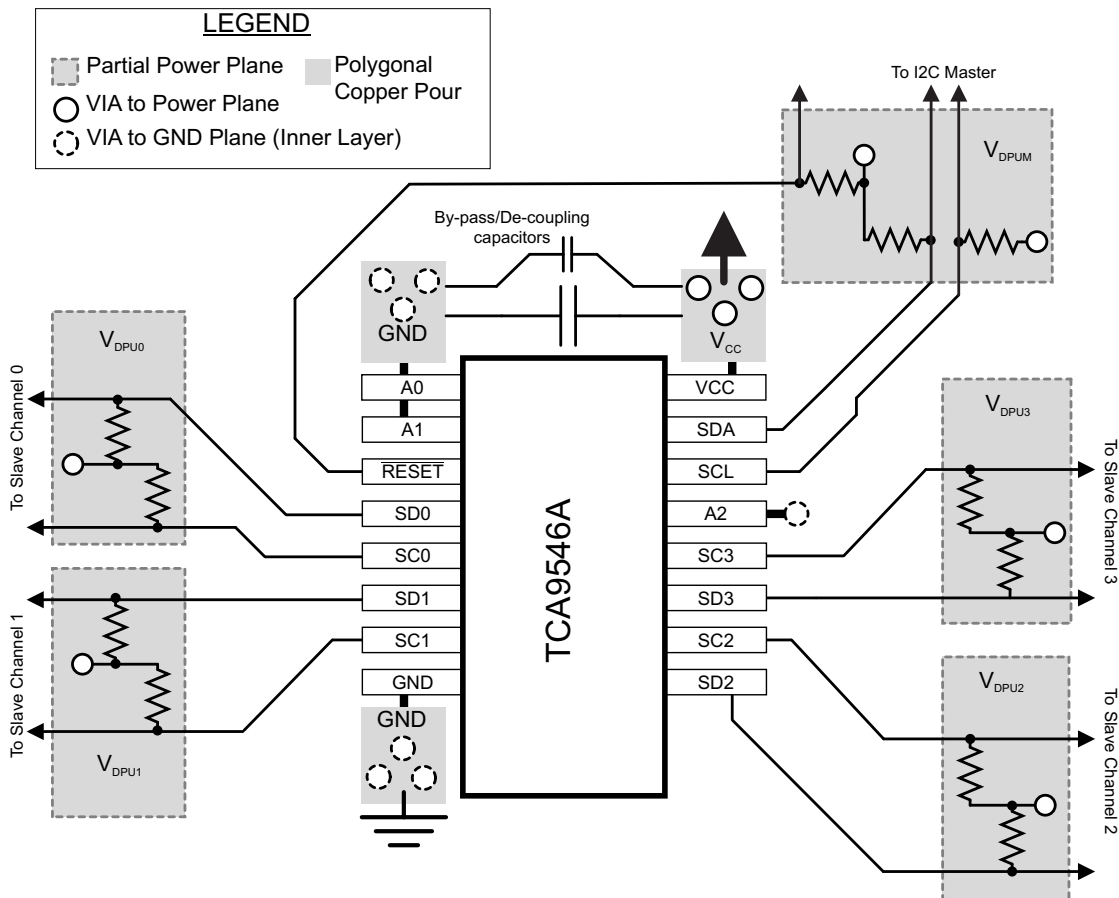 LEGEND
Partial Power Plane
Polygonal
Copper Pour
VIA to Power Plane
VIA to GND Plane (Inner Layer)
To I2C Master
VDPUM
By-pass/De-coupling
capacitors
GND
VCC
VDPU0
To Slave Channel 0
VDPU1
To Slave Channel 1
A0
A1
RESET
SD0
SC0
SD1
SC1
GND
GND
TCA9546A
VCC
SDA
SCL
A2
SC3
SD3
SC2
SD2
VDPU3
To Slave Channel 3
VDPU2
To Slave Channel 2